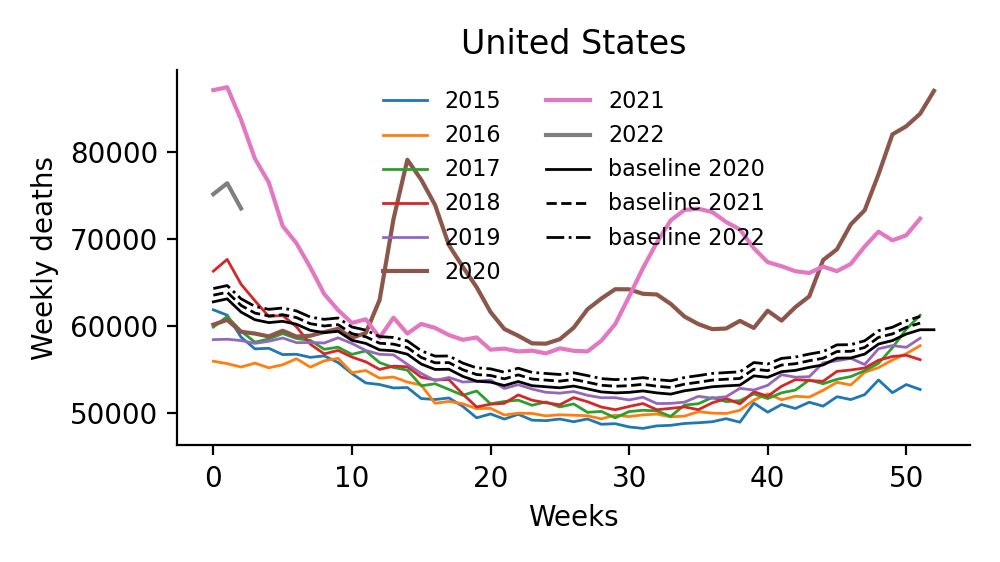 United States
Weekly deaths
80000
70000
60000
50000
2015
2016
2017
2018
2019
2020
2021
2022
baseline 2020
baseline 2021
baseline 2022
0 10 20 30 40 50
Weeks